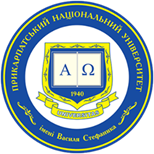 ПРИКАРПАТСЬКИЙ НАЦІОНАЛЬНИЙ УНІВЕРСИТЕТ
Α Ω
1940
імені Василя Стефаника